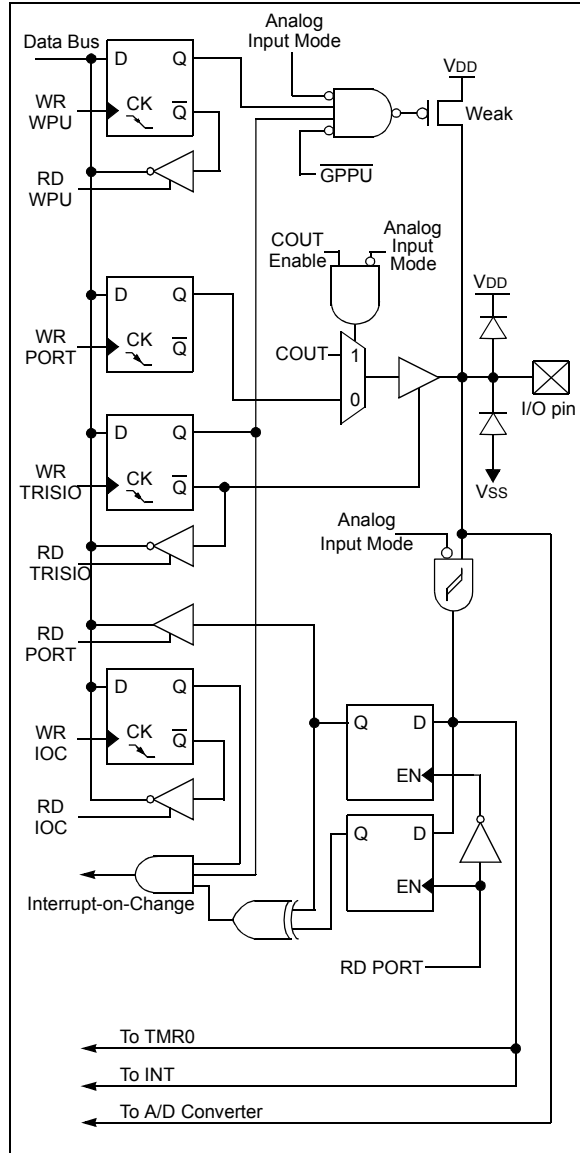 Analog
Input Mode
Data Bus
D Q
VDD
WR
WPU
CK
Q
Weak
RD
WPU
GPPU
COUT
Enable
Analog
Input
Mode
D Q
VDD
WR
PORT
CK
Q
COUT
1
0
I/O pin
D Q
WR
TRISIO
CK
Q
VSS
Analog
Input Mode
RD
TRISIO
RD
PORT
D Q
WR
IOC
CK
Q
Q D
EN
RD
IOC
Q D
EN
Interrupt-on-Change
RD PORT
To TMR0
To INT
To A/D Converter